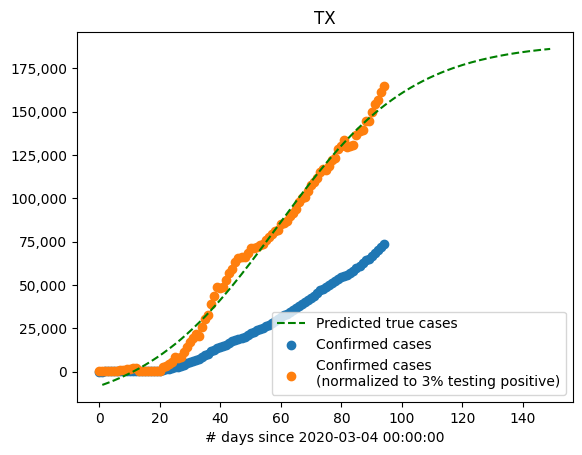 TX
175,000
150,000
125,000
100,000
75,000
50,000
25,000
0
Predicted true cases
Confirmed cases
Confirmed cases
(normalized to 3% testing positive)
0 20 40 60 80 100 120 140
# days since 2020-03-04 00:00:00